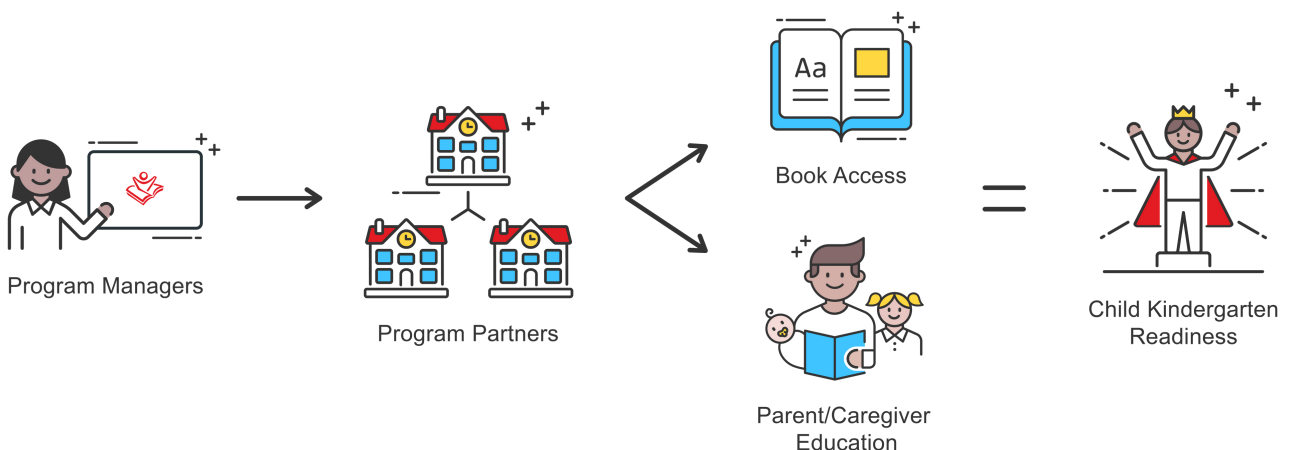 Program Managers
Program Partners
Aa
Book Access
Parent/Caregiver
Education
Child Kindergarten
Readiness